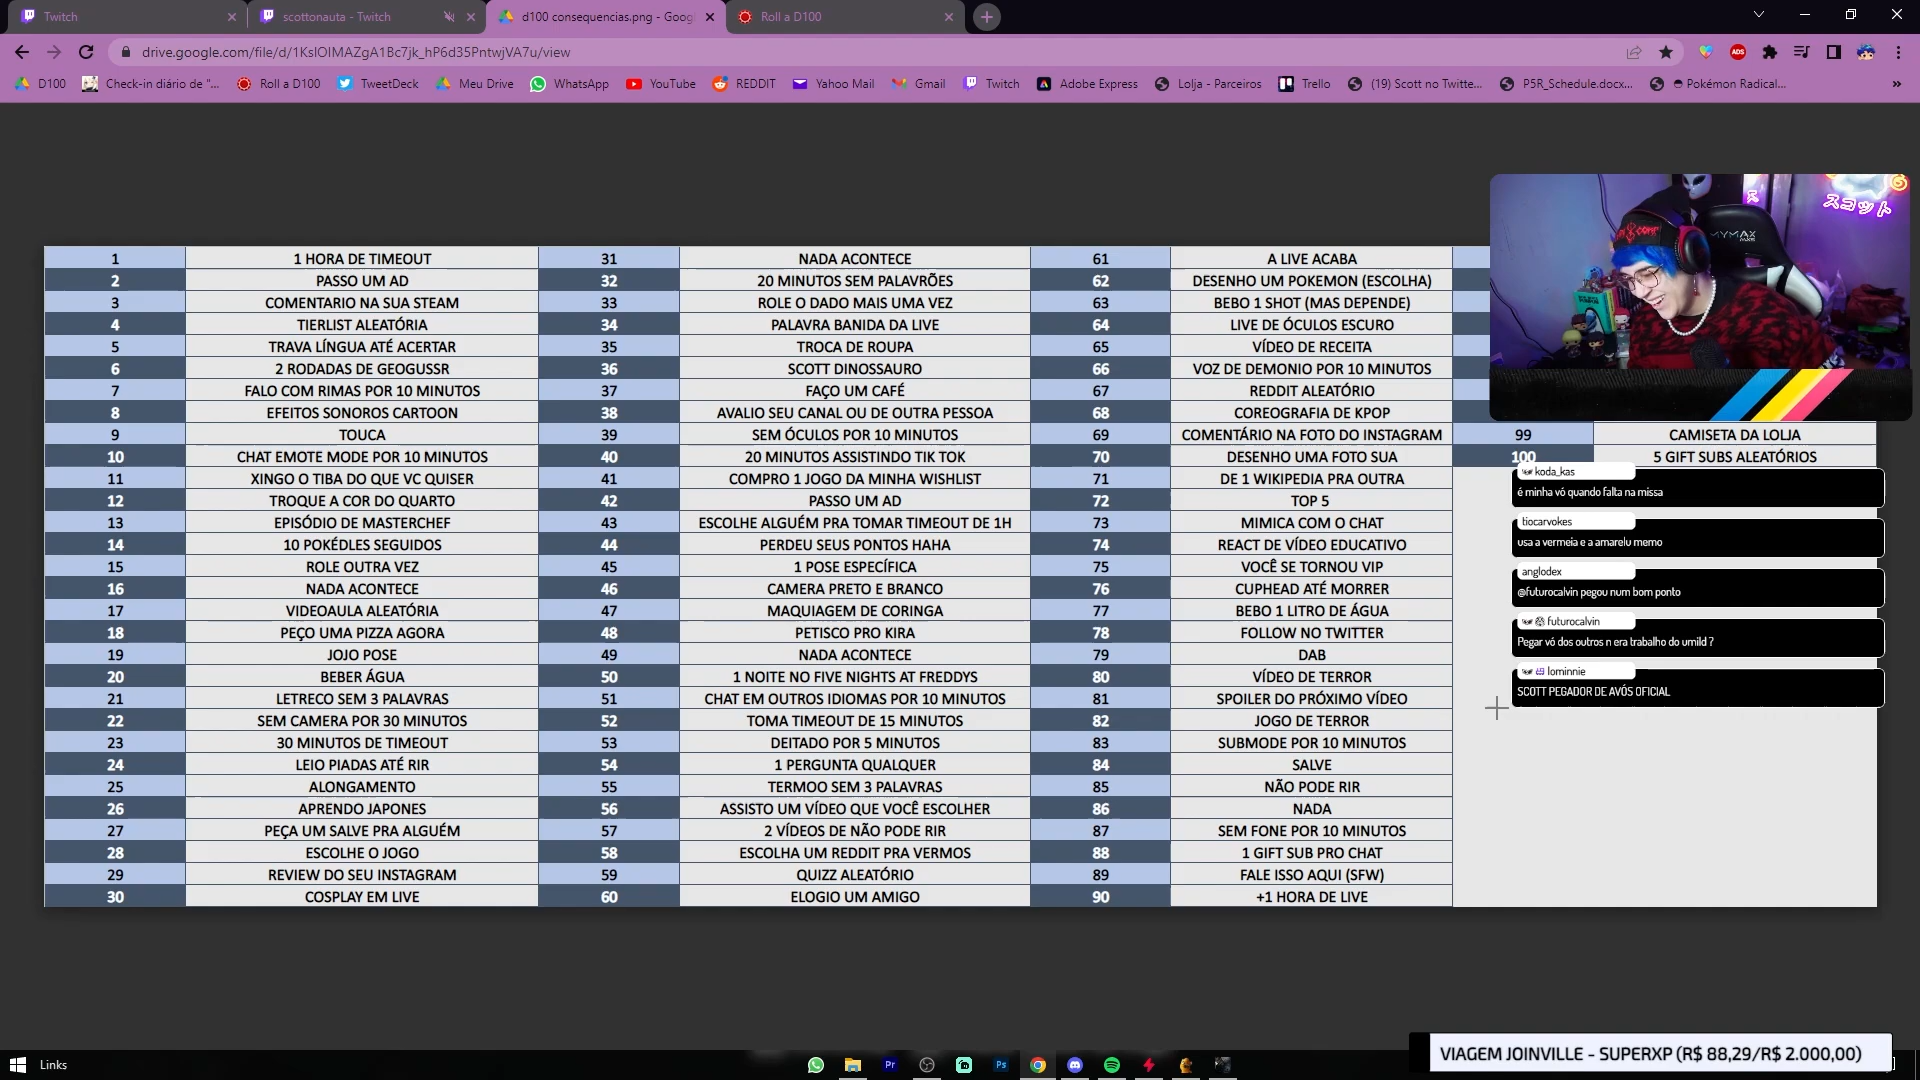 Twitch
scottonauta - Twitch
d100 consequencias.png - Goog
Roll a D100
drive.google.com/file/d/1KsIOIMAZgA1Bc7jk_hP6d35PntwjVA7u/view
D100
Check-in diário de "...
Roll a D100
TweetDeck
Meu Drive
WhatsApp
YouTube
REDDIT
Yahoo Mail
Gmail
Twitch
Adobe Express
Lolja - Parceiros
Trello
(19) Scott no Twitte...
P5R_Schedule.docx...
Pokémon Radical...
»
1 1 HORA DE TIMEOUT 31 NADA ACONTECE 61 A LIVE ACABA
2 PASSO UM AD 32 20 MINUTOS SEM PALAVRÕES 62 DESENHO UM POKEMON (ESCOLHA)
3 COMENTARIO NA SUA STEAM 33 ROLE O DADO MAIS UMA VEZ 63 BEBO 1 SHOT (MAS DEPENDE)
4 TIERLIST ALEATÓRIA 34 PALAVRA BANIDA DA LIVE 64 LIVE DE ÓCULOS ESCURO
5 TRAVA LÍNGUA ATÉ ACERTAR 35 TROCA DE ROUPA 65 VÍDEO DE RECEITA
6 2 RODADAS DE GEOGUSSR 36 SCOTT DINOSSAURO 66 VOZ DE DEMONIO POR 10 MINUTOS
7 FALO COM RIMAS POR 10 MINUTOS 37 FAÇO UM CAFÉ 67 REDDIT ALEATÓRIO
8 EFEITOS SONOROS CARTOON 38 AVALIO SEU CANAL OU DE OUTRA PESSOA 68 COREOGRAFIA DE KPOP
9 TOUCA 39 SEM ÓCULOS POR 10 MINUTOS 69 COMENTÁRIO NA FOTO DO INSTAGRAM 99 CAMISETA DA LOLJA
10 CHAT EMOTE MODE POR 10 MINUTOS 40 20 MINUTOS ASSISTINDO TIK TOK 70 DESENHO UMA FOTO SUA 100 5 GIFT SUBS ALEATÓRIOS
11 XINGO O TIBA DO QUE VC QUISER 41 COMPRO 1 JOGO DA MINHA WISHLIST 71 DE 1 WIKIPEDIA PRA OUTRA
12 TROQUE A COR DO QUARTO 42 PASSO UM AD 72 TOP 5
13 EPISÓDIO DE MASTERCHEF 43 ESCOLHE ALGUÉM PRA TOMAR TIMEOUT DE 1H 73 MIMICA COM O CHAT
14 10 POKÉDLES SEGUIDOS 44 PERDEU SEUS PONTOS HAHA 74 REACT DE VÍDEO EDUCATIVO
15 ROLE OUTRA VEZ 45 1 POSE ESPECÍFICA 75 VOCÊ SE TORNOU VIP
16 NADA ACONTECE 46 CAMERA PRETO E BRANCO 76 CUPHEAD ATÉ MORRER
17 VIDEOAULA ALEATÓRIA 47 MAQUIAGEM DE CORINGA 77 BEBO 1 LITRO DE ÁGUA
18 PEÇO UMA PIZZA AGORA 48 PETISCO PRO KIRA 78 FOLLOW NO TWITTER
19 JOJO POSE 49 NADA ACONTECE 79 DAB
20 BEBER ÁGUA 50 1 NOITE NO FIVE NIGHTS AT FREDDYS 80 VÍDEO DE TERROR
21 LETRECO SEM 3 PALAVRAS 51 CHAT EM OUTROS IDIOMAS POR 10 MINUTOS 81 SPOILER DO PRÓXIMO VÍDEO
22 SEM CAMERA POR 30 MINUTOS 52 TOMA TIMEOUT DE 15 MINUTOS 82 JOGO DE TERROR
23 30 MINUTOS DE TIMEOUT 53 DEITADO POR 5 MINUTOS 83 SUBMODE POR 10 MINUTOS
24 LEIO PIADAS ATÉ RIR 54 1 PERGUNTA QUALQUER 84 SALVE
25 ALONGAMENTO 55 TERMOO SEM 3 PALAVRAS 85 NÃO PODE RIR
26 APRENDO JAPONES 56 ASSISTO UM VÍDEO QUE VOCÊ ESCOLHER 86 NADA
27 PEÇA UM SALVE PRA ALGUÉM 57 2 VÍDEOS DE NÃO PODE RIR 87 SEM FONE POR 10 MINUTOS
28 ESCOLHE O JOGO 58 ESCOLHA UM REDDIT PRA VERMOS 88 1 GIFT SUB PRO CHAT
29 REVIEW DO SEU INSTAGRAM 59 QUIZZ ALEATÓRIO 89 FALE ISSO AQUI (SFW)
30 COSPLAY EM LIVE 60 ELOGIO UM AMIGO 90 +1 HORA DE LIVE
スコット
MYMAX
koda_kas
é minha vó quando falta na missa
tiocarvokes
usa a vermeia e a amarelu memo
anglodex
@futurocalvin pegou num bom ponto
futurocalvin
Pegar vó dos outros n era trabalho do umild ?
lominnie
SCOTT PEGADOR DE AVÓS OFICIAL
Links
Pr
Ps
VIAGEM JOINVILLE - SUPERXP (R$ 88,29/R$ 2.000,00)